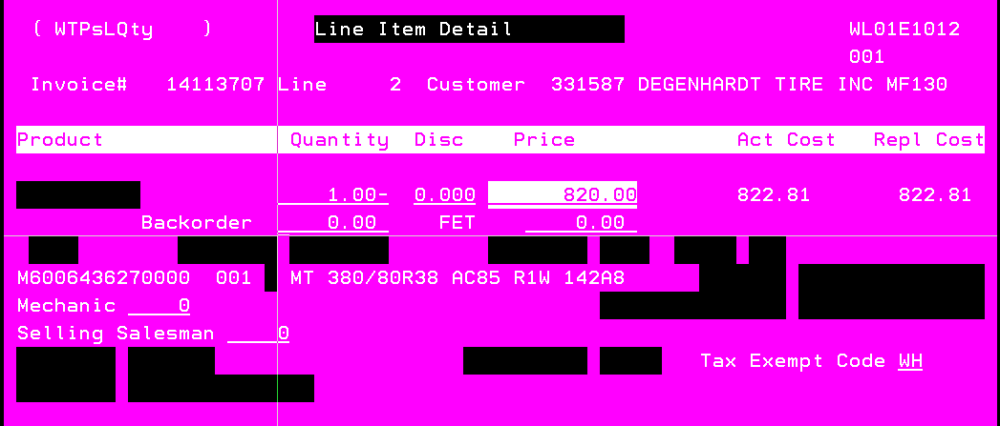 ( WTPsLQty    ) Line Item Detail WL01E1012
001
Invoice# 14113707 Line 2 Customer 331587 DEGENHARDT TIRE INC MF130
Product Quantity Disc Price Act Cost Repl Cost
1.00- 0.000 820.00 822.81 822.81
Backorder 0.00 FET 0.00
M6006436270000 001 MT 380/80R38 AC85 R1W 142A8
Mechanic 0
Selling Salesman 0
Tax Exempt Code WH